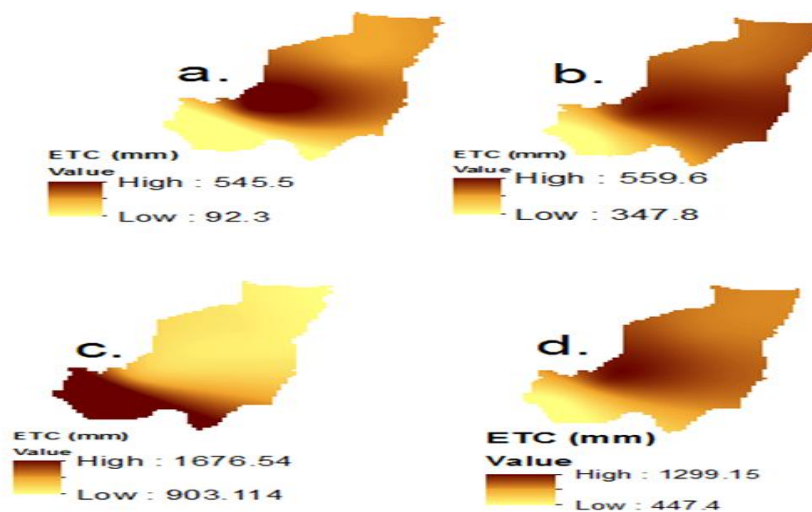 a.
ETC (mm)
Value
High : 545.5
Low : 92.3
b.
ETC (mm)
Value
High : 559.6
Low : 347.8
c.
ETC (mm)
Value
High : 1676.54
Low : 903.114
d.
ETC (mm)
Value
High : 1299.15
Low : 447.4